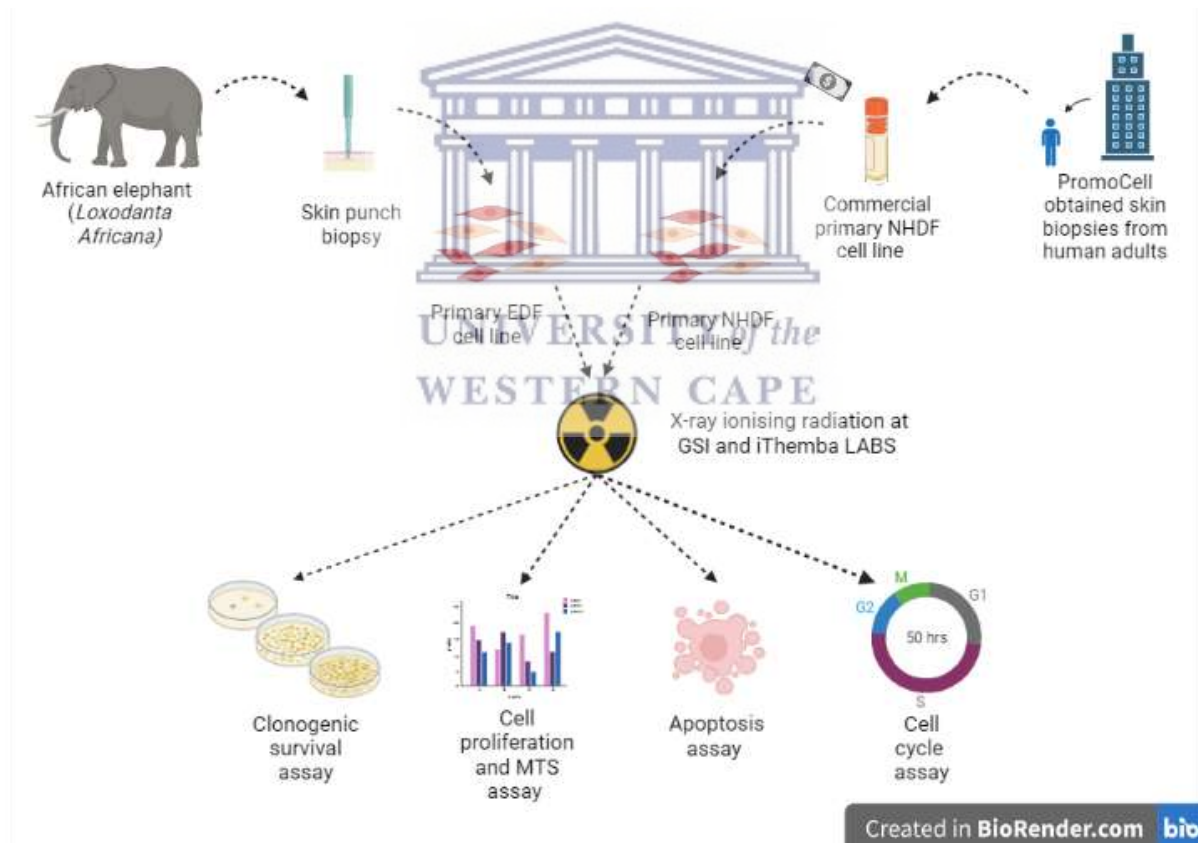 African elephant
(Loxodanta
Africana)
Skin punch
biopsy
Commercial
primary NHDF
cell line
PromoCell
obtained skin
biopsies from
human adults
Primary EDF
cell line
Primary NHDF
cell line
UNIVERSITY of the
WESTERN CAPE
X-ray ionising radiation at
GSI and iThemba LABS
Clonogenic
survival
assay
Cell
proliferation
and MTS
assay
Apoptosis
assay
M
G2
G1
50 hrs
S
Cell
cycle
assay
Created in BioRender.com bio